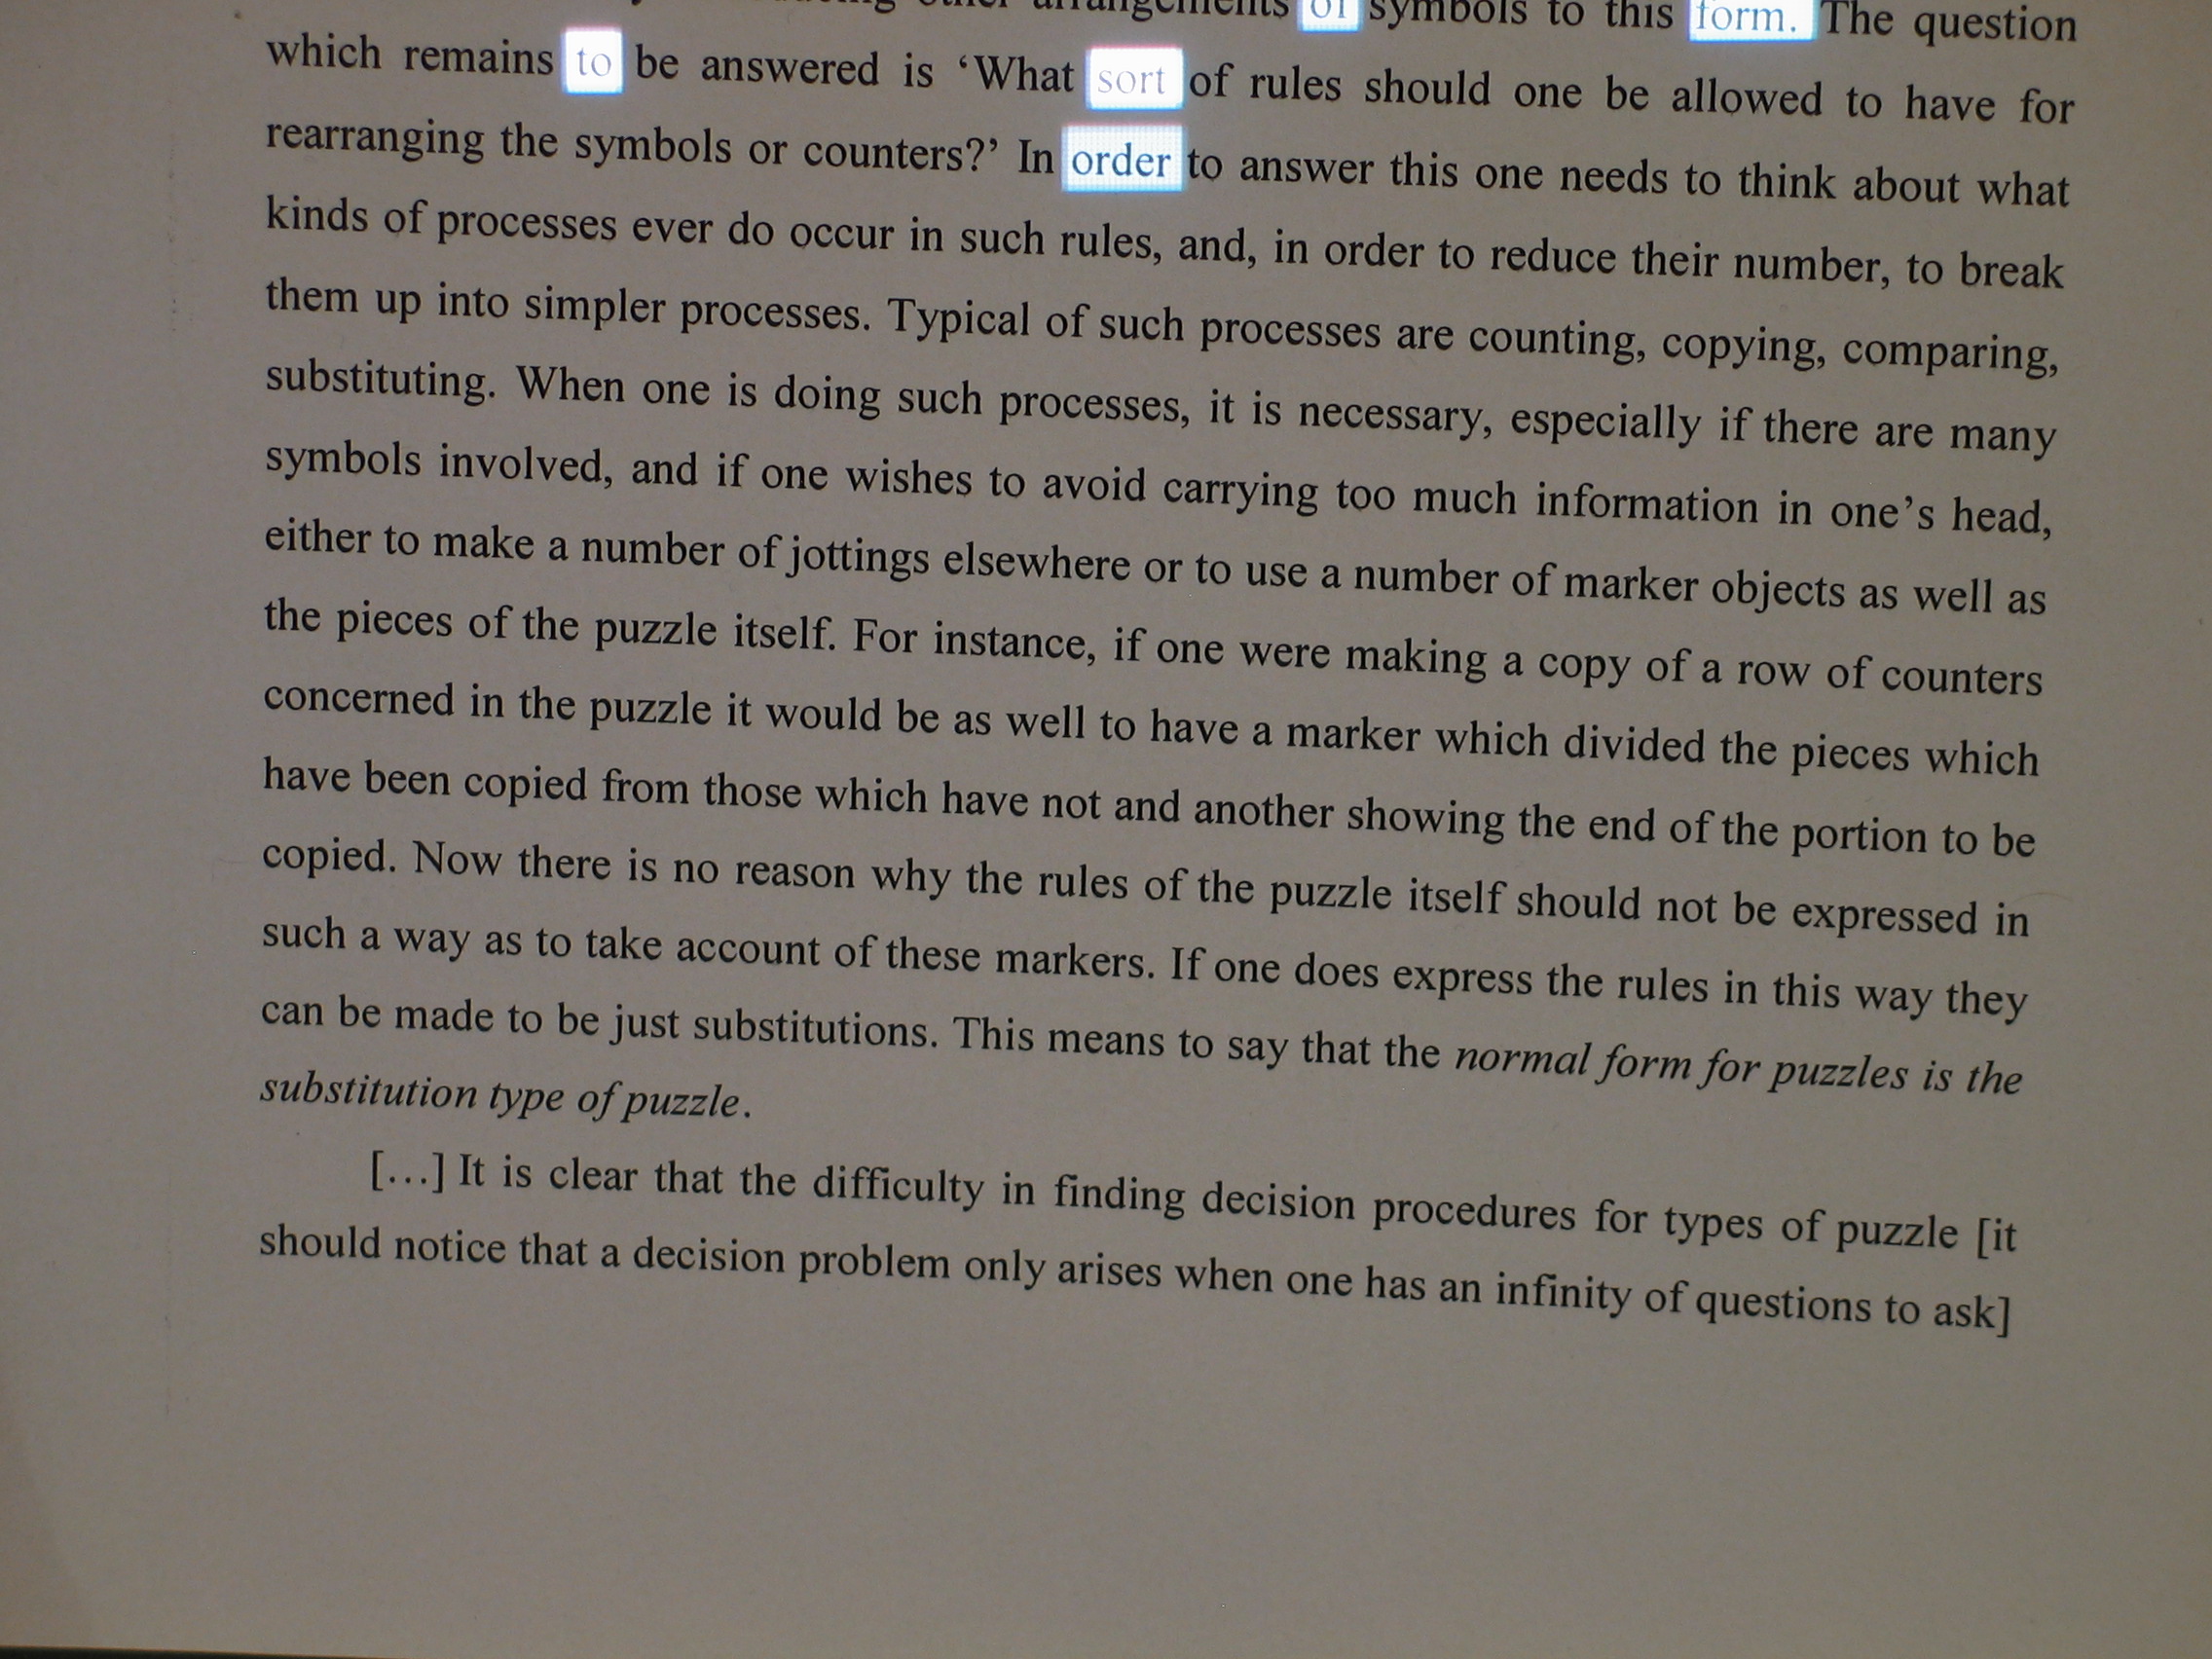 other arrangements of symbols to this form. The question
which remains to be answered is ‘What sort of rules should one be allowed to have for
rearranging the symbols or counters?’ In order to answer this one needs to think about what
kinds of processes ever do occur in such rules, and, in order to reduce their number, to break
them up into simpler processes. Typical of such processes are counting, copying, comparing,
substituting. When one is doing such processes, it is necessary, especially if there are many
symbols involved, and if one wishes to avoid carrying too much information in one’s head,
either to make a number of jottings elsewhere or to use a number of marker objects as well as
the pieces of the puzzle itself. For instance, if one were making a copy of a row of counters
concerned in the puzzle it would be as well to have a marker which divided the pieces which
have been copied from those which have not and another showing the end of the portion to be
copied. Now there is no reason why the rules of the puzzle itself should not be expressed in
such a way as to take account of these markers. If one does express the rules in this way they
can be made to be just substitutions. This means to say that the normal form for puzzles is the
substitution type of puzzle.
[…] It is clear that the difficulty in finding decision procedures for types of puzzle [it
should notice that a decision problem only arises when one has an infinity of questions to ask]